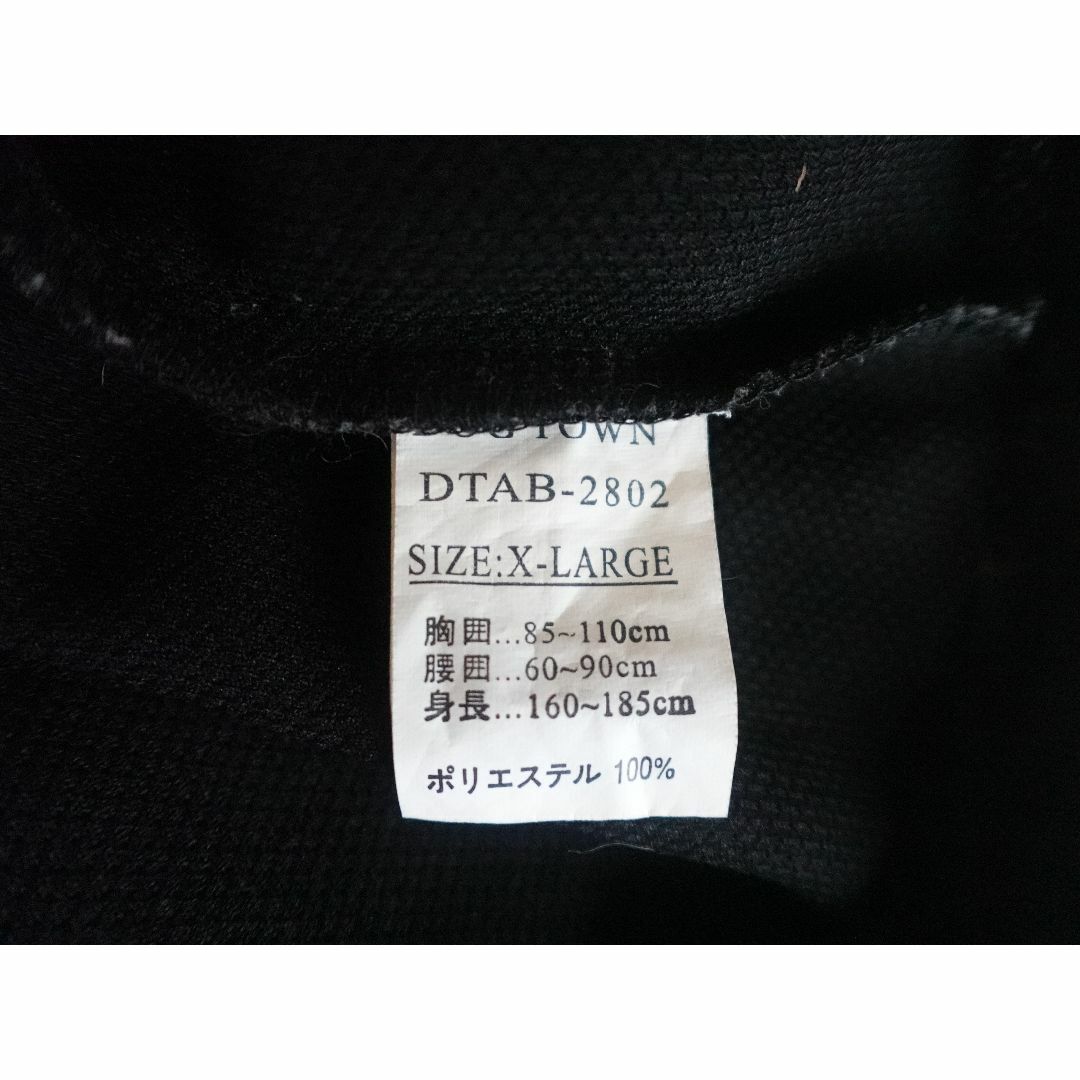 TOWN
DTAB-2802
SIZE:X-LARGE
胸囲...85~110cm
腰囲...60~90cm
身長...160~185cm
ポリエステル 100%